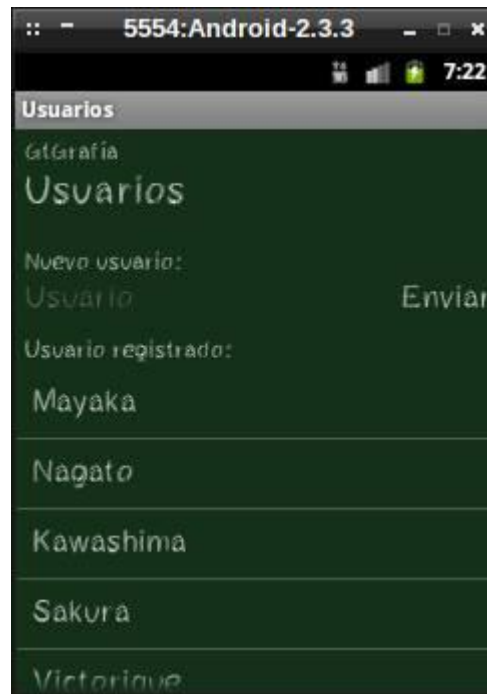 5554:Android-2.3.3
7:22
Usuarios
GtGrafía
Usuarios
Nuevo usuario:
Usuario
Enviar
Usuario registrado:
Mayaka
Nagato
Kawashima
Sakura
Victorique